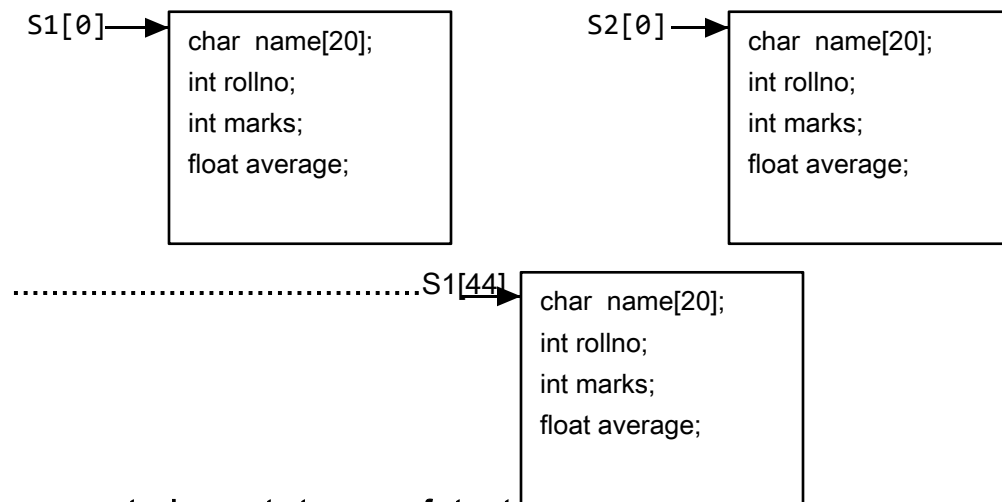 S1[0]
char name[20];
int rollno;
int marks;
float average;
S2[0]
char name[20];
int rollno;
int marks;
float average;
........................................S1[44]
char name[20];
int rollno;
int marks;
float average;